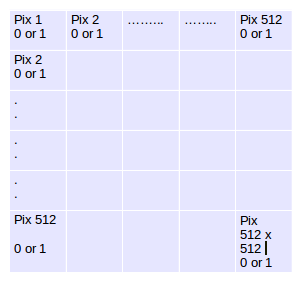 Pix 1
0 or 1
Pix 2
0 or 1
………..
……..
Pix 512
0 or 1
Pix 2
0 or 1
.
.
.
.
.
.
Pix 512
0 or 1
Pix
512 x
512
0 or 1